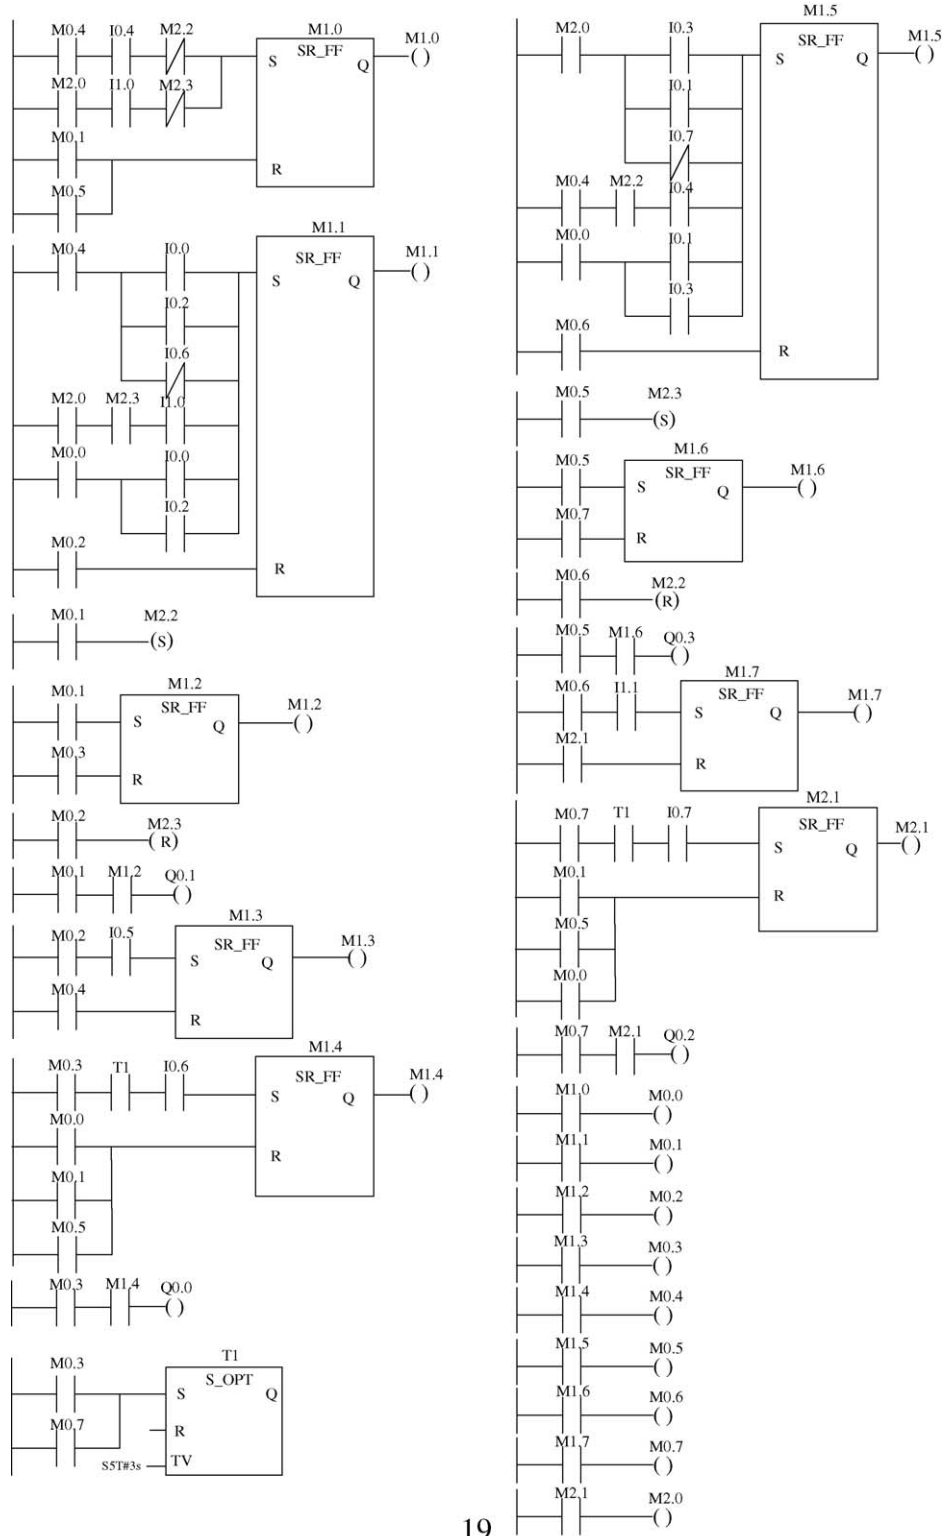 M0.4 I0.4 M2.2
M1.0
SR_FF
S Q
M1.0
( )
M2.0 I1.0 M2.3
M0.1
R
M0.5
M1.1
SR_FF
M0.4 I0.0
S Q
M1.1
( )
I0.2
I0.6
M2.0 M2.3 I1.0
M0.0 I0.0
I0.2
M0.2
R
M0.1 M2.2
(S)
M1.2
M0.1
SR_FF
S Q
M1.2
( )
M0.3
R
M0.2 M2.3
(R)
M0.1 M1.2 Q0.1
( )
M1.3
M0.2 I0.5
SR_FF
S Q
M1.3
( )
M0.4
R
M1.4
M0.3 T1 I0.6
SR_FF
S Q
M1.4
( )
M0.0
R
M0.1
M0.5
M0.3 M1.4 Q0.0
( )
T1
M0.3
S_OPT
S Q
M0.7
R
S5T#3s TV
M1.5
M2.0 I0.3
SR_FF
S Q
M1.5
( )
I0.1
I0.7
M0.4 M2.2 I0.4
M0.0 I0.1
I0.3
M0.6
R
M0.5 M2.3
(S)
M1.6
M0.5
SR_FF
S Q
M1.6
( )
M0.7
R
M0.6 M2.2
(R)
M0.5 M1.6 Q0.3
( )
M1.7
M0.6 I1.1
SR_FF
S Q
M1.7
( )
M2.1
R
M2.1
M0.7 T1 I0.7
SR_FF
S Q
M2.1
( )
M0.1
R
M0.5
M0.0
M0.7 M2.1 Q0.2
( )
M1.0 M0.0
( )
M1.1 M0.1
( )
M1.2 M0.2
( )
M1.3 M0.3
( )
M1.4 M0.4
( )
M1.5 M0.5
( )
M1.6 M0.6
( )
M1.7 M0.7
( )
M2.1 M2.0
( )
19